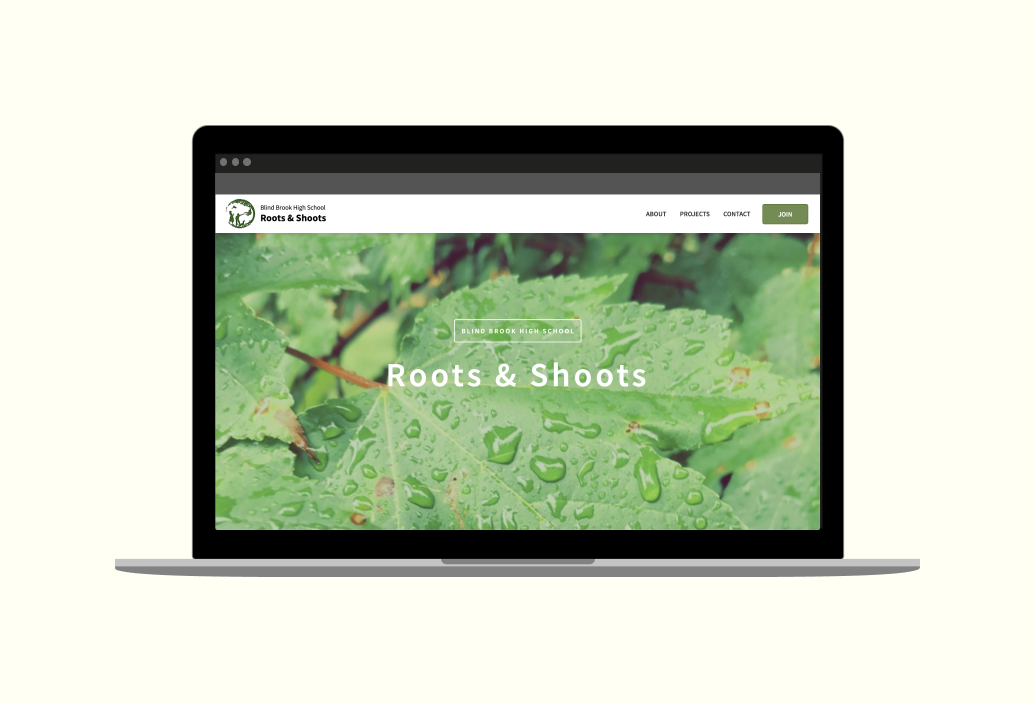 Blind Brook High School
Roots & Shoots
ABOUT PROJECTS CONTACT JOIN
BLIND BROOK HIGH SCHOOL
Roots & Shoots